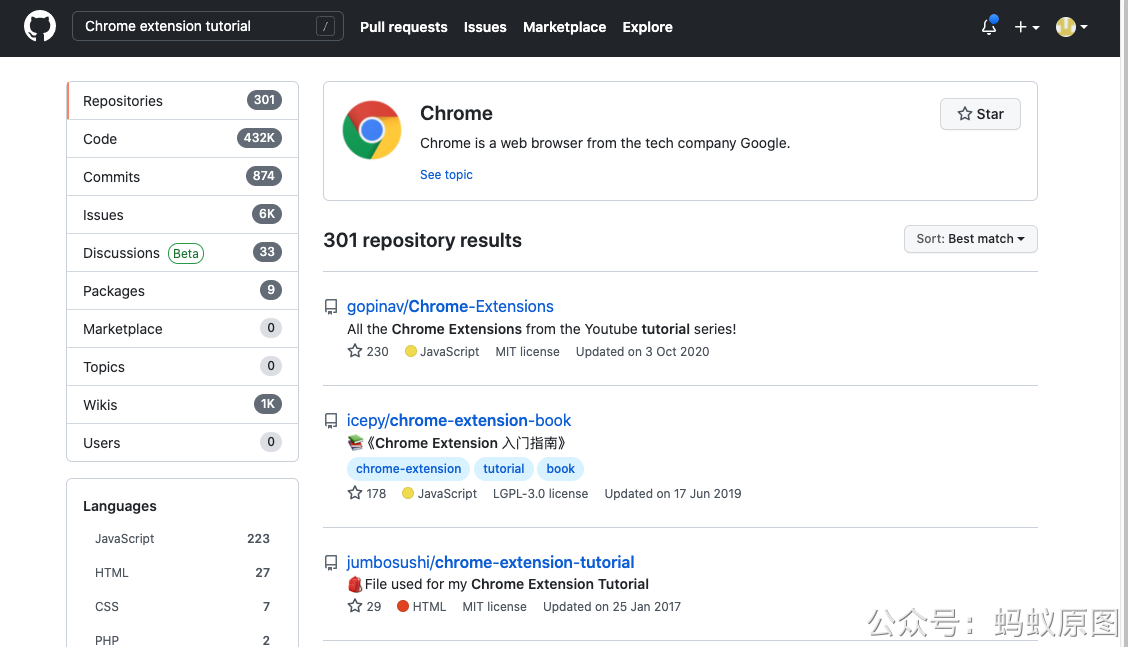 Chrome extension tutorial /
Pull requests Issues Marketplace Explore
Repositories 301
Code 432K
Commits 874
Issues 6K
Discussions Beta 33
Packages 9
Marketplace 0
Topics 0
Wikis 1K
Users 0
Languages
JavaScript 223
HTML 27
CSS 7
PHP 2
Chrome
Star
Chrome is a web browser from the tech company Google.
See topic
301 repository results
Sort: Best match
gopinav/Chrome-Extensions
All the Chrome Extensions from the Youtube tutorial series!
230 JavaScript MIT license Updated on 3 Oct 2020
icepy/chrome-extension-book
《Chrome Extension 入门指南》
chrome-extension tutorial book
178 JavaScript LGPL-3.0 license Updated on 17 Jun 2019
jumbosushi/chrome-extension-tutorial
File used for my Chrome Extension Tutorial
29 HTML MIT license Updated on 25 Jan 2017
公众号：蚂蚁原图